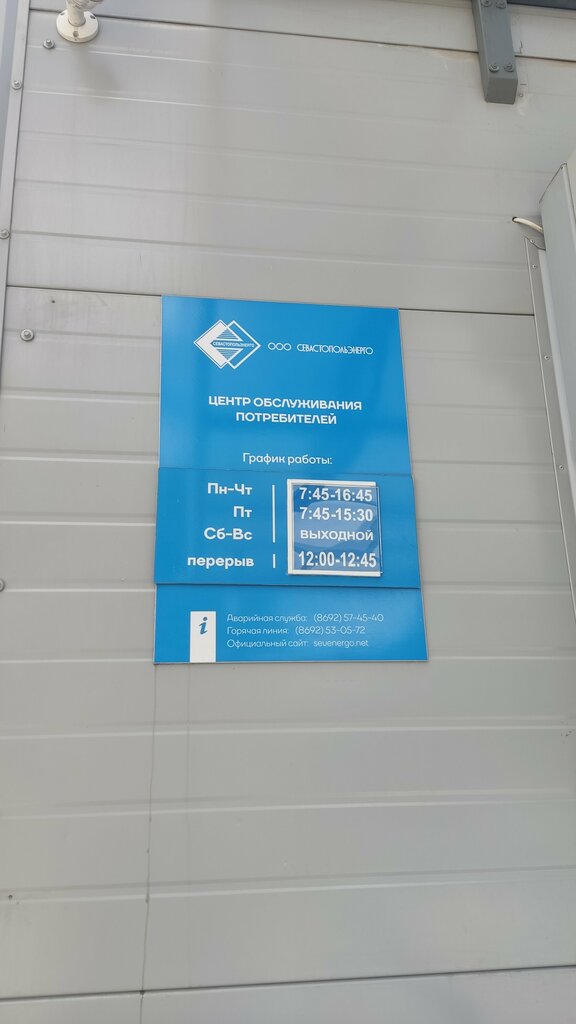 СЕВАСТОПОЛЬЭНЕРГО
ООО СЕВАСТОПОЛЬЭНЕРГО
ЦЕНТР ОБСЛУЖИВАНИЯ
ПОТРЕБИТЕЛЕЙ
График работы:
Пн-Чт 7:45-16:45
Пт 7:45-15:30
Сб-Вс ВЫХОДНОЙ
перерыв 12:00-12:45
i
Аварийная служба: (8692) 57-45-40
Горячая линия: (8692) 53-05-72
Официальный сайт: sevenergo.net